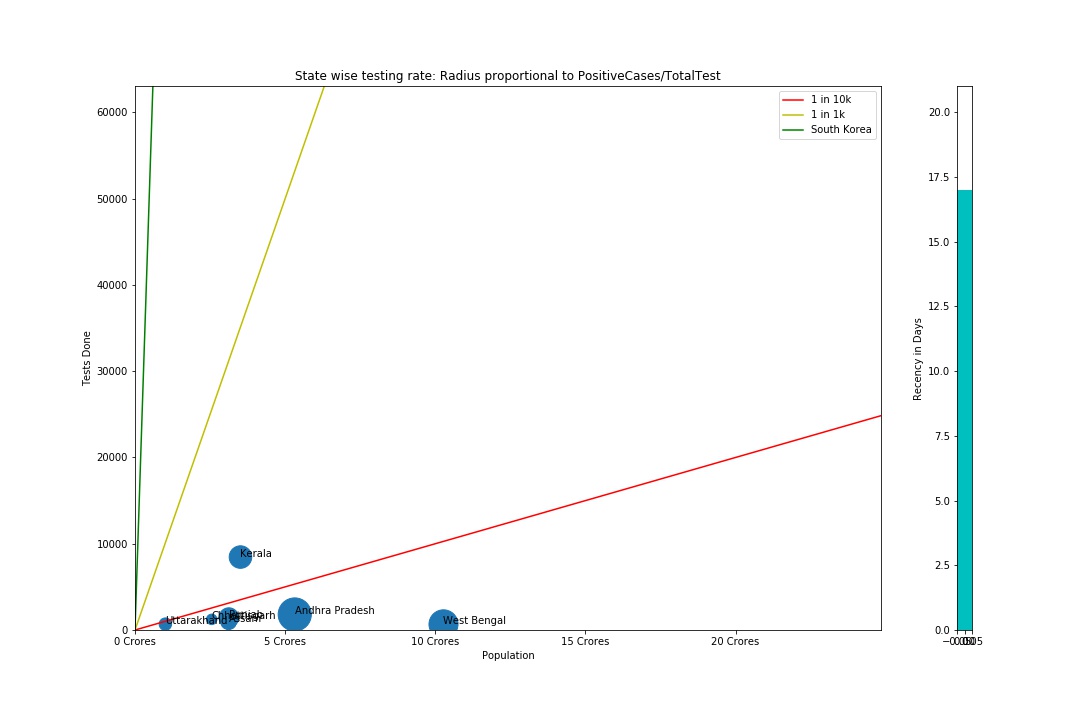 State wise testing rate: Radius proportional to PositiveCases/TotalTest
1 in 10k
1 in 1k
South Korea
60000
50000
40000
30000
20000
10000
0
Tests Done
Kerala
Uttarakhand
Assam
Andhra Pradesh
West Bengal
0 Crores
5 Crores
10 Crores
15 Crores
20 Crores
Population
20.0
17.5
15.0
12.5
10.0
7.5
5.0
2.5
0.0
Recency in Days